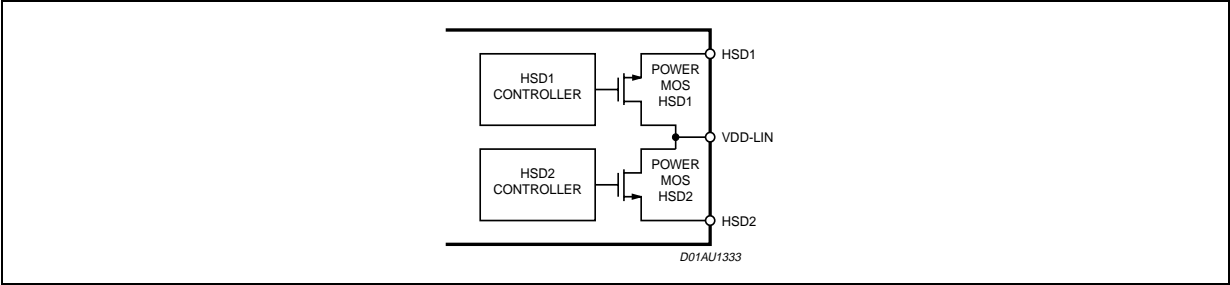 HSD1
CONTROLLER
POWER
MOS
HSD1
HSD1
VDD-LIN
HSD2
CONTROLLER
POWER
MOS
HSD2
HSD2
D01AU1333